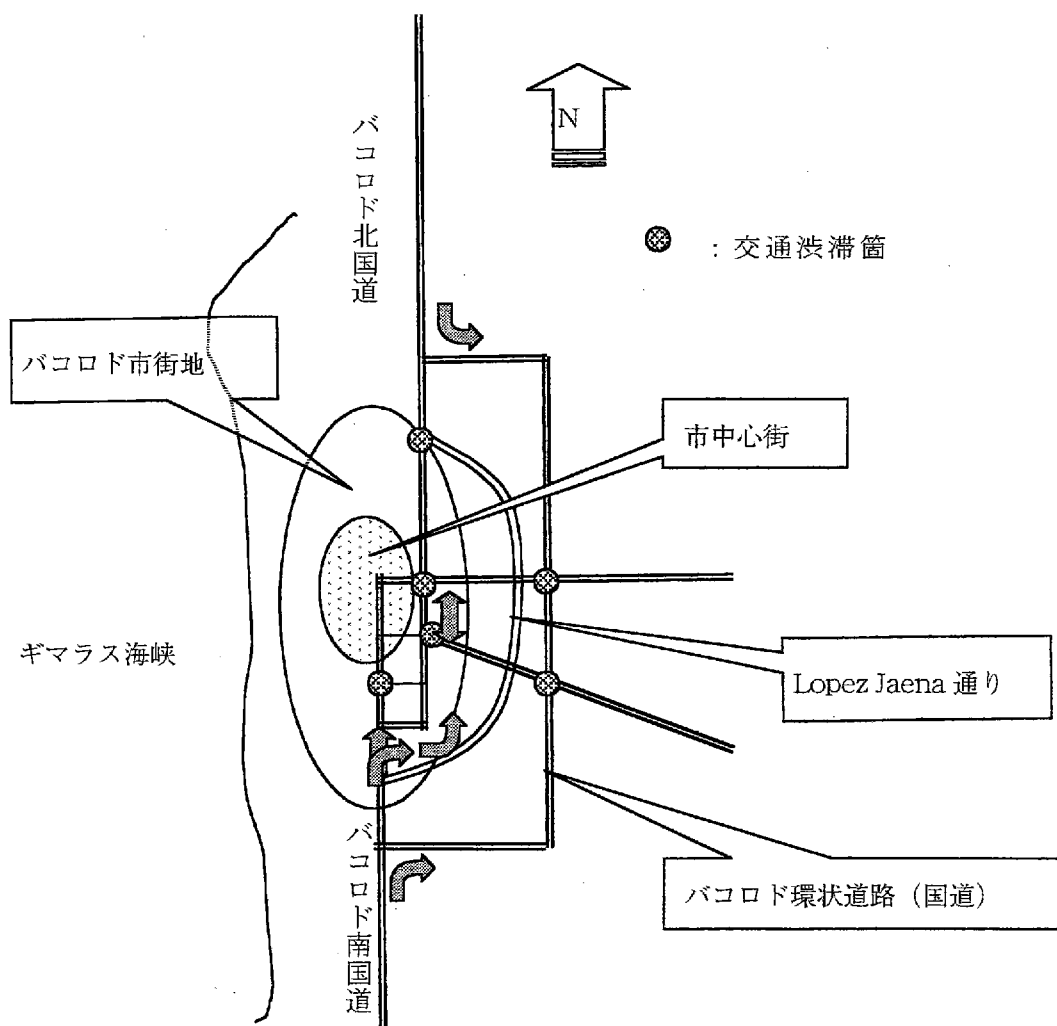 N
バコロド北国道
：交通渋滞箇
バコロド市街地
市中心街
ギマラス海峡
Lopez Jaena 通り
バコロド南国道
バコロド環状道路（国道）